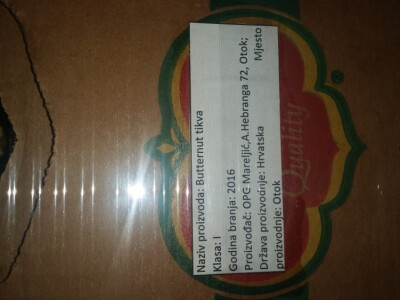 Naziv proizvoda: Butternut tikva
Klasa: I
Godina branja: 2016
Proizvođač: OPG Mareljić,A.Hebranga 72, Otok;
Država proizvodnje: Hrvatska Mjesto
proizvodnje: Otok
Quality